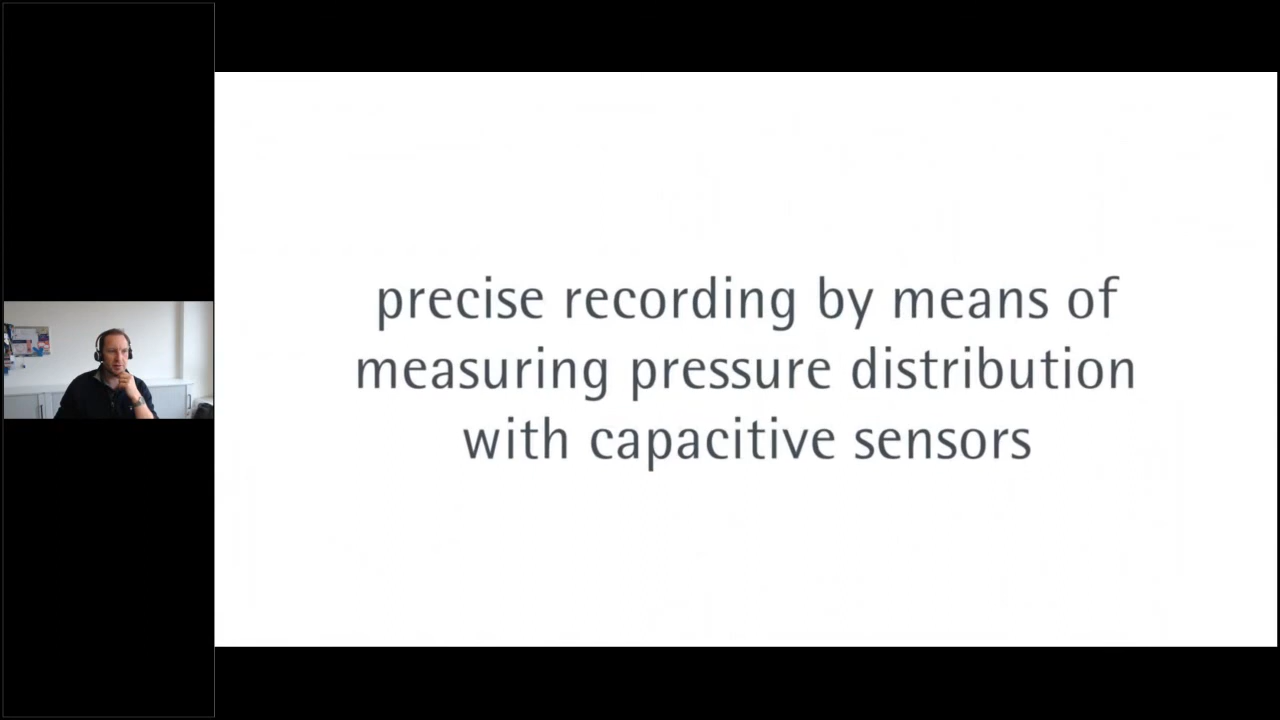 precise recording by means of
measuring pressure distribution
with capacitive sensors